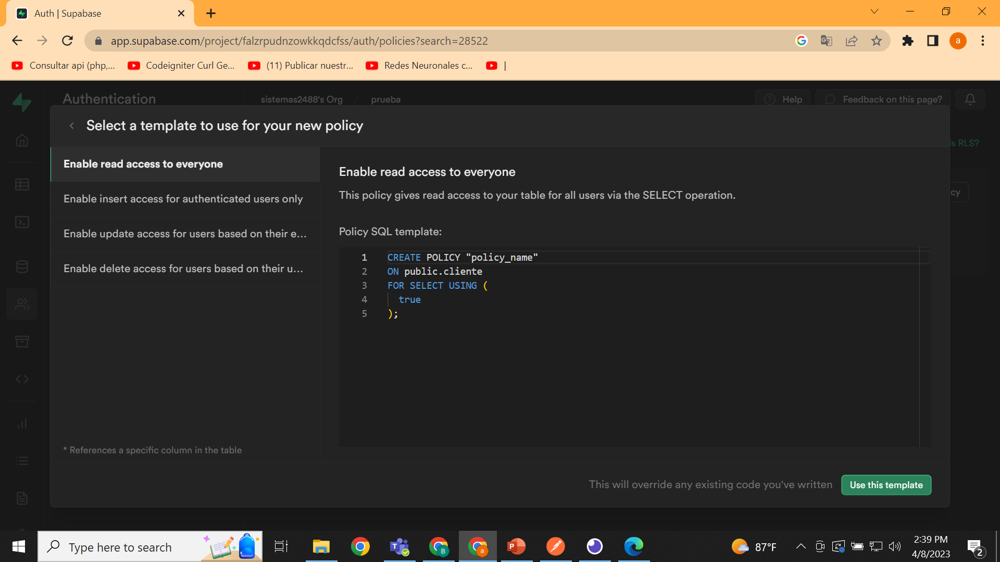 Auth | Supabase
app.supabase.com/project/falzrpudnzowkkqdcfss/auth/policies?search=28522
a
Consultar api (php,...
Codeigniter Curl Ge...
(11) Publicar nuestr...
Redes Neuronales c...
|
Authentication
sistemas2488's Org
prueba
Help
Feedback on this page?
Select a template to use for your new policy
is RLS?
cy
Enable read access to everyone
Enable insert access for authenticated users only
Enable update access for users based on their e...
Enable delete access for users based on their u...
* References a specific column in the table
Enable read access to everyone
This policy gives read access to your table for all users via the SELECT operation.
Policy SQL template:
1 CREATE POLICY "policy_name"
2 ON public.cliente
3 FOR SELECT USING (
4 true
5 );
This will override any existing code you've written
Use this template
Type here to search
T
B
a
P
87°F
2:39 PM
4/8/2023
2